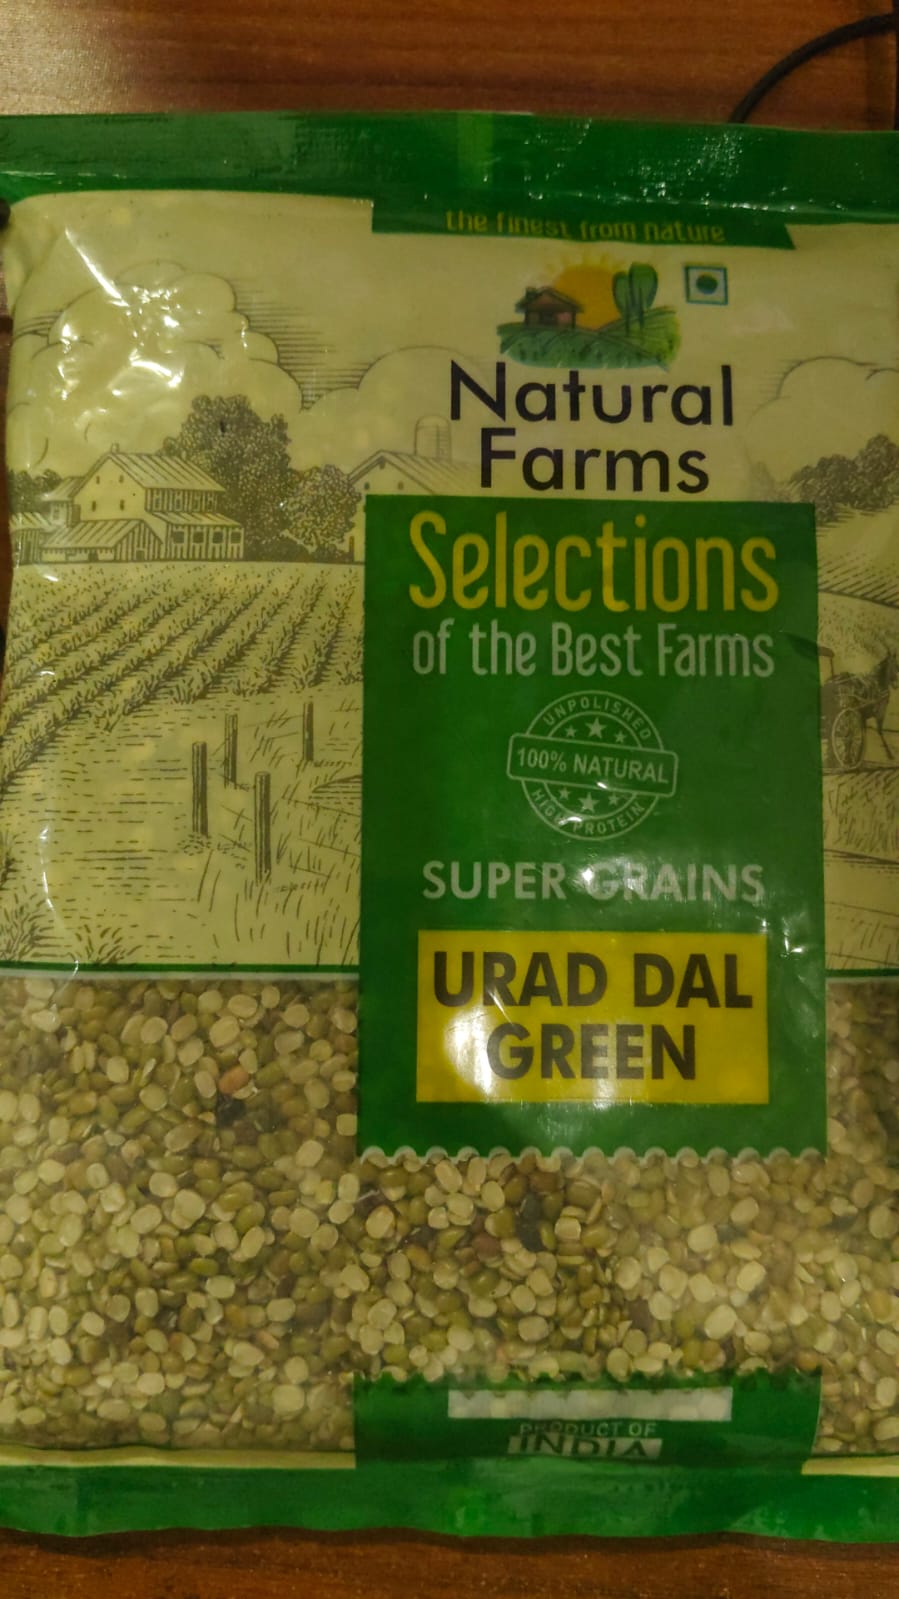 the finest from nature
Natural
Farms
Selections
of the Best Farms
UNPOLISHED
100% NATURAL
HIGH PROTEIN
SUPER GRAINS
URAD DAL
GREEN
PRODUCT OF
INDIA